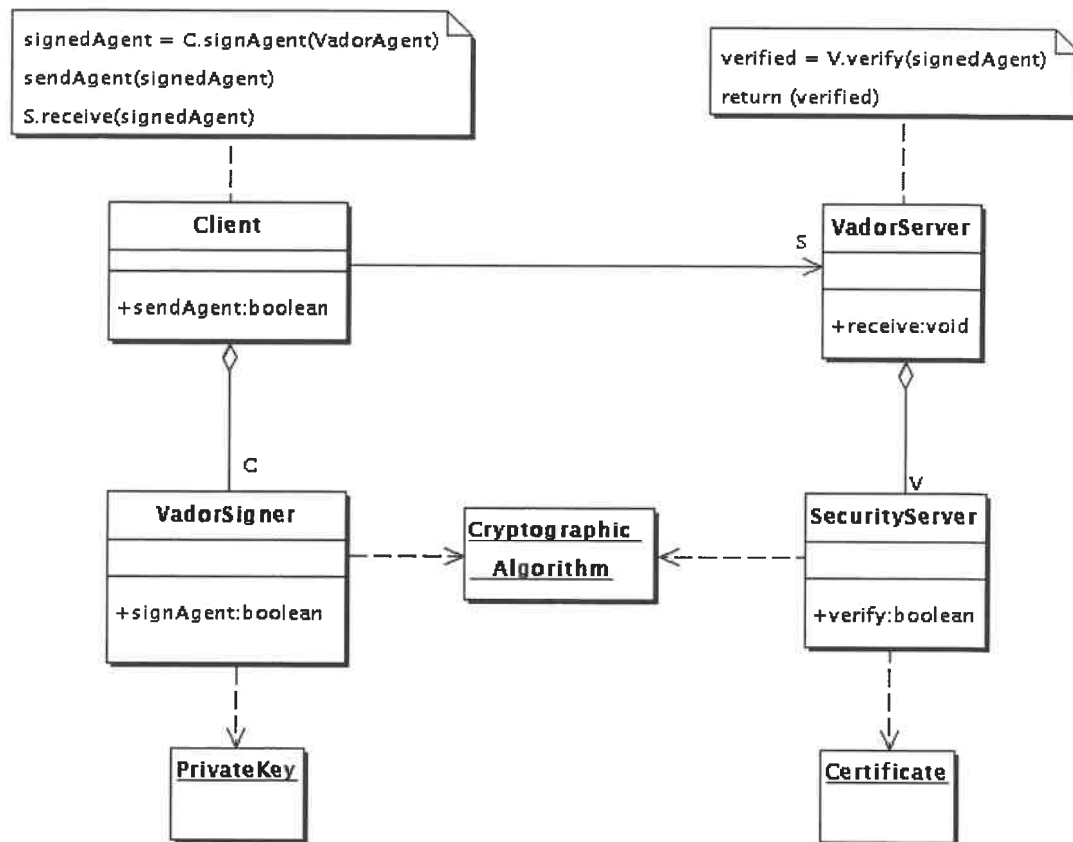 signedAgent = C.signAgent(VadorAgent)
sendAgent(signedAgent)
S.receive(signedAgent)
verified = V.verify(signedAgent)
return (verified)
Client
+sendAgent:boolean
S
VadorServer
+receive:void
C
V
VadorSigner
+signAgent:boolean
Cryptographic
Algorithm
SecurityServer
+verify:boolean
PrivateKey
Certificate